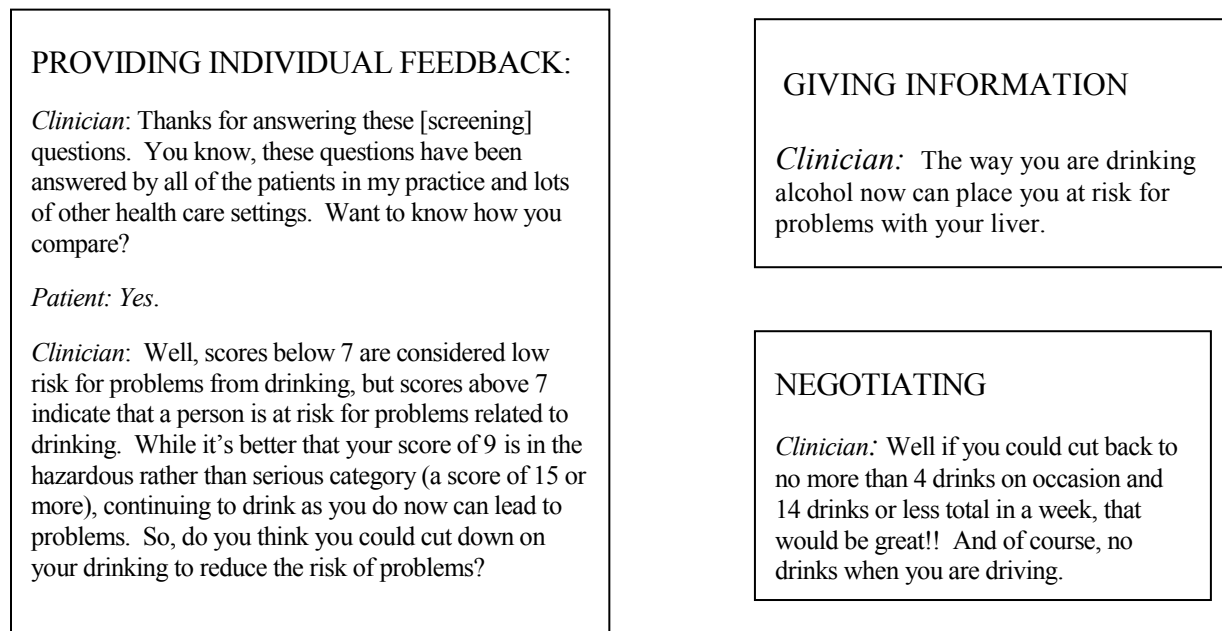 PROVIDING INDIVIDUAL FEEDBACK:
Clinician: Thanks for answering these [screening]
questions. You know, these questions have been
answered by all of the patients in my practice and lots
of other health care settings. Want to know how you
compare?
Patient: Yes.
Clinician: Well, scores below 7 are considered low
risk for problems from drinking, but scores above 7
indicate that a person is at risk for problems related to
drinking. While it’s better that your score of 9 is in the
hazardous rather than serious category (a score of 15 or
more), continuing to drink as you do now can lead to
problems. So, do you think you could cut down on
your drinking to reduce the risk of problems?
GIVING INFORMATION
Clinician: The way you are drinking
alcohol now can place you at risk for
problems with your liver.
NEGOTIATING
Clinician: Well if you could cut back to
no more than 4 drinks on occasion and
14 drinks or less total in a week, that
would be great!! And of course, no
drinks when you are driving.